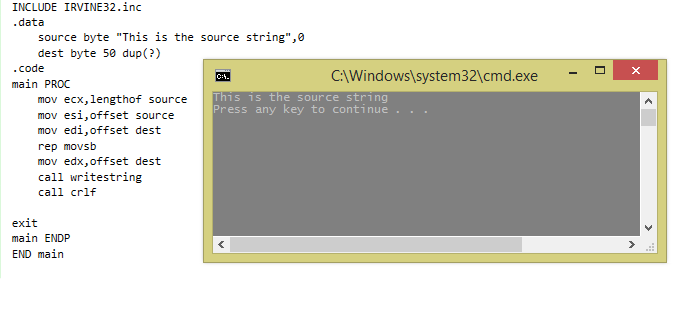 INCLUDE IRVINE32.inc
.data
source byte "This is the source string",0
dest byte 50 dup(?)
.code
main PROC
mov ecx,lengthof source
mov esi,offset source
mov edi,offset dest
rep movsb
mov edx,offset dest
call writestring
call crlf
exit
main ENDP
END main
C:\Windows\system32\cmd.exe
This is the source string
Press any key to continue . . .